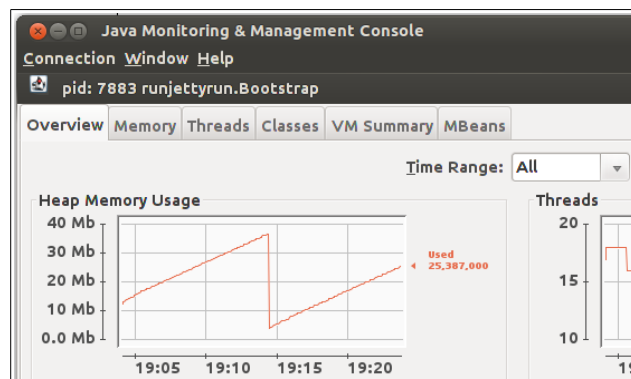 Java Monitoring & Management Console
Connection Window Help
pid: 7883 runjettyrun.Bootstrap
Overview Memory Threads Classes VM Summary MBeans
Time Range: All
Heap Memory Usage
Threads
40 Mb
30 Mb
20 Mb
10 Mb
0.0 Mb
Used
25,387,000
19:05 19:10 19:15 19:20
20
15
10